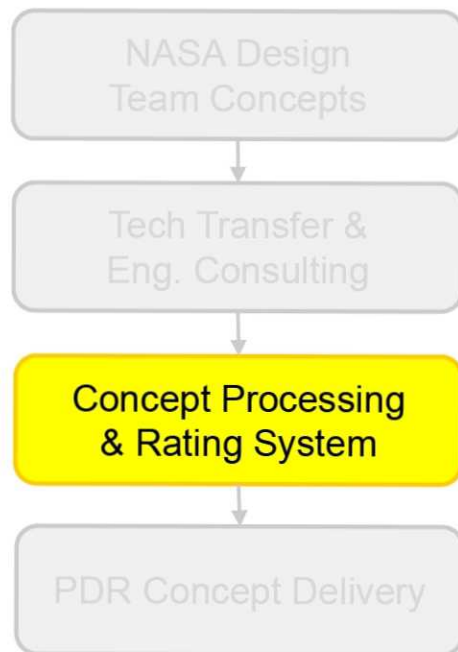 NASA Design
Team Concepts
Tech Transfer &
Eng. Consulting
Concept Processing
& Rating System
PDR Concept Delivery